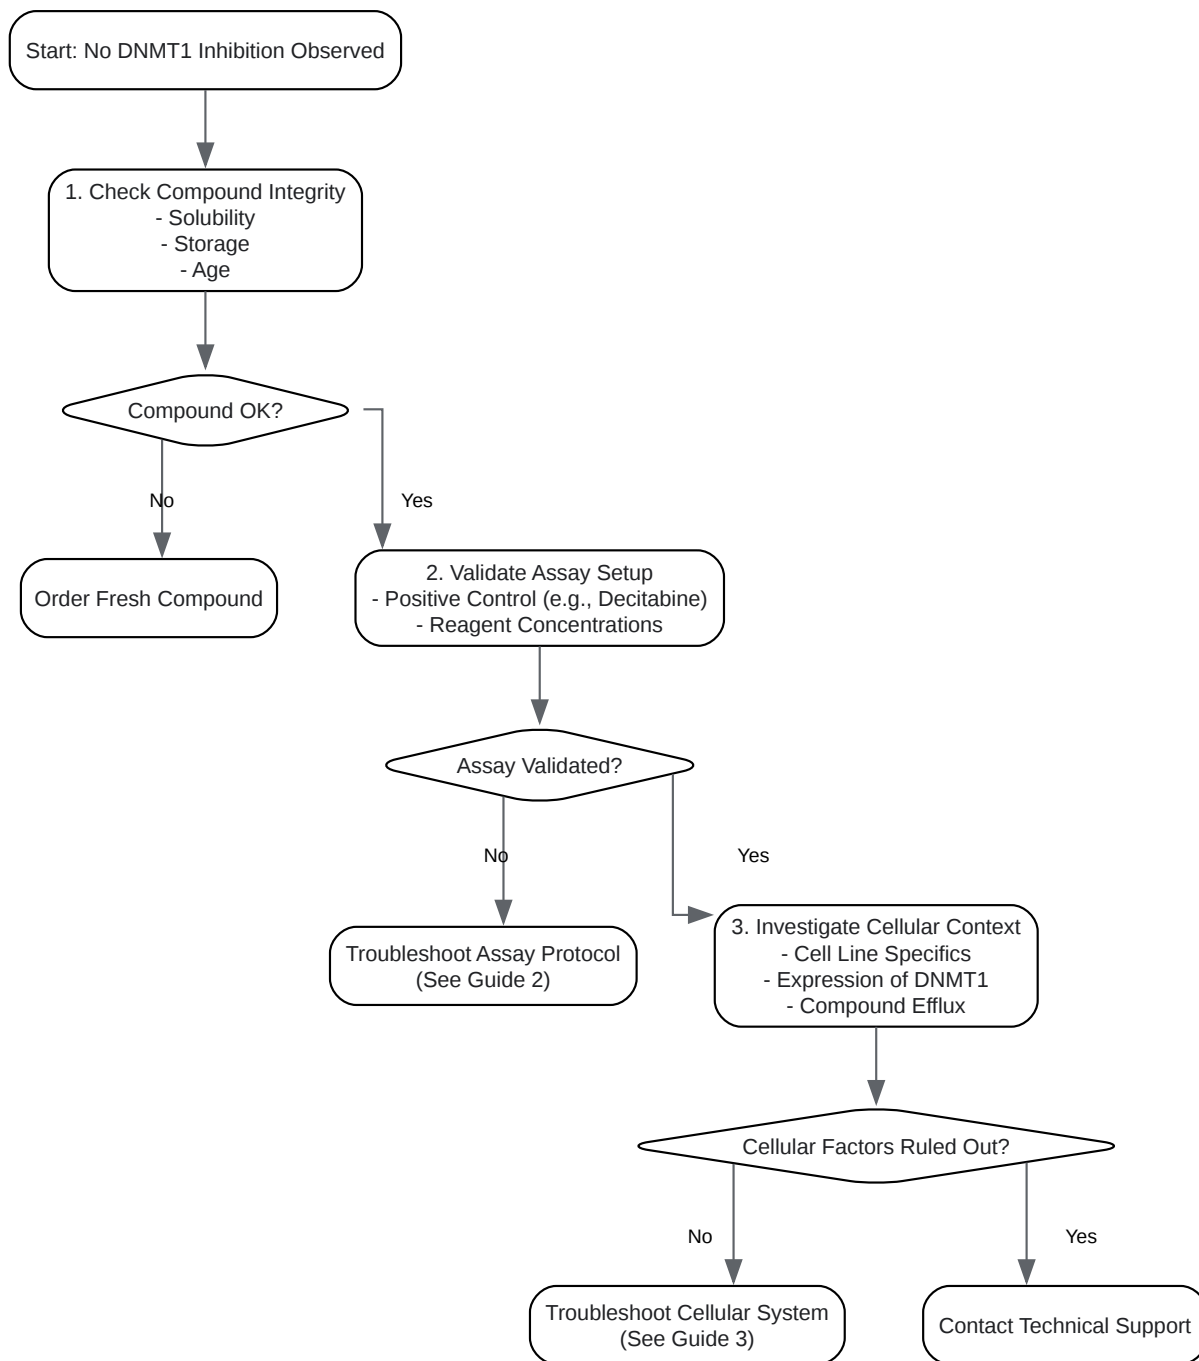 Start: No DNMT1 Inhibition Observed
1. Check Compound Integrity
- Solubility
- Storage
- Age
Compound OK?
No
Yes
Order Fresh Compound
2. Validate Assay Setup
- Positive Control (e.g., Decitabine)
- Reagent Concentrations
Assay Validated?
No
Yes
Troubleshoot Assay Protocol
(See Guide 2)
3. Investigate Cellular Context
- Cell Line Specifics
- Expression of DNMT1
- Compound Efflux
Cellular Factors Ruled Out?
No
Yes
Troubleshoot Cellular System
(See Guide 3)
Contact Technical Support